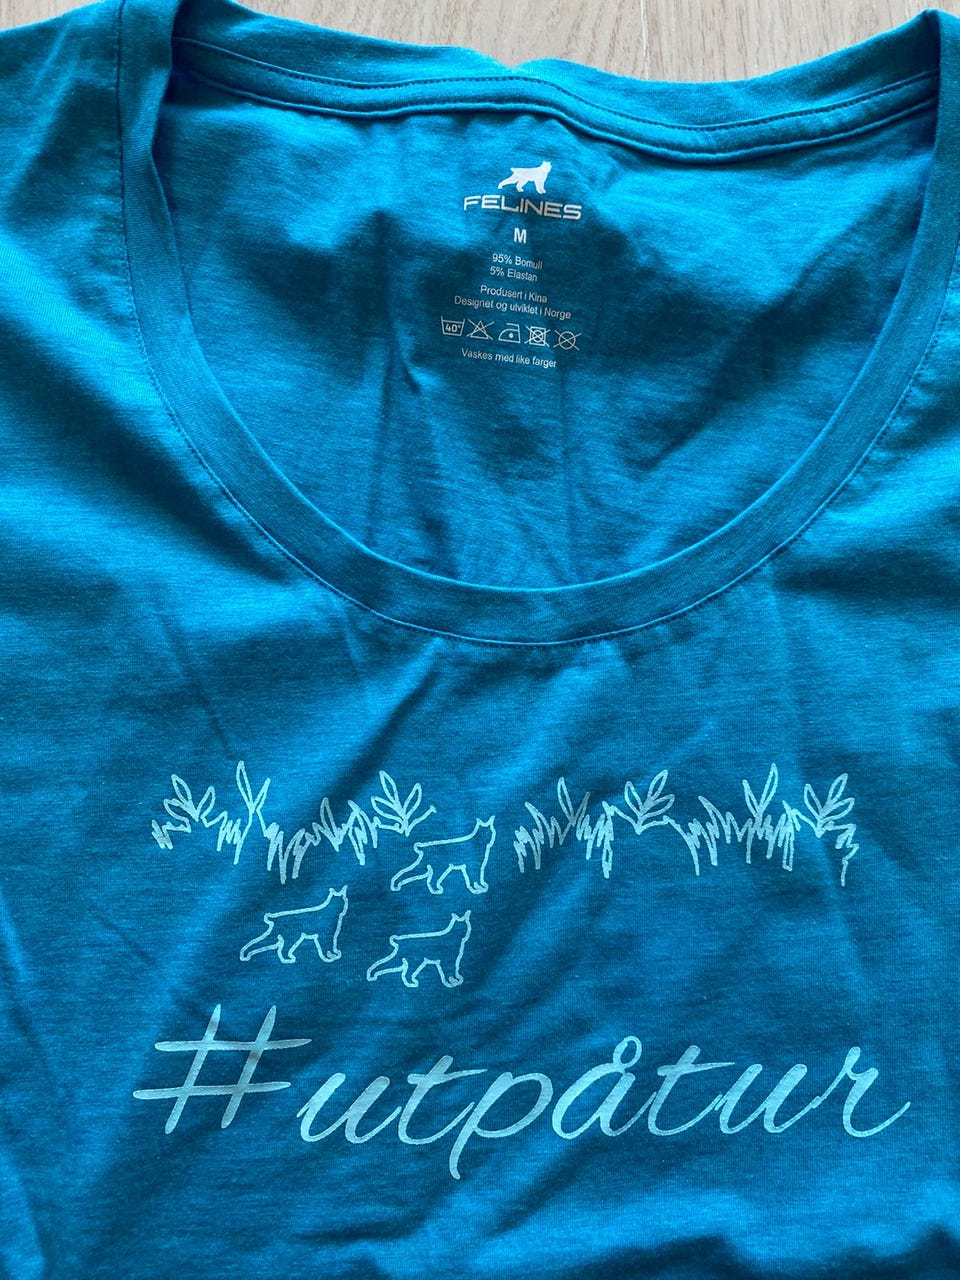 FELINES
M
95% Bomull
5% Elastan
Produsert i Kina
Designet og utviklet i Norge
40°
Vaskes med like farger
#utpåtur